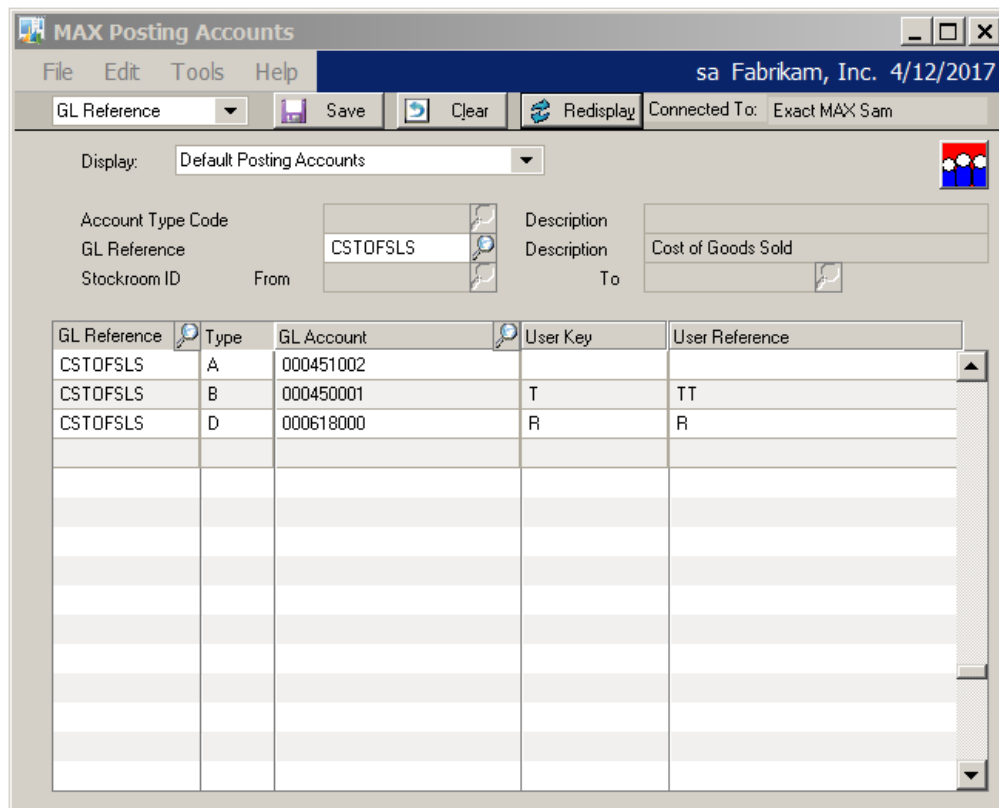 MAX Posting Accounts
File Edit Tools Help sa Fabrikam, Inc. 4/12/2017
GL Reference Save Clear Redisplay Connected To: Exact MAX Sam
Display: Default Posting Accounts
Account Type Code Description
GL Reference CSTOFSLS Description Cost of Goods Sold
Stockroom ID From To
GL Reference Type GL Account User Key User Reference
CSTOFSLS A 000451002
CSTOFSLS B 000450001 T TT
CSTOFSLS D 000618000 R R